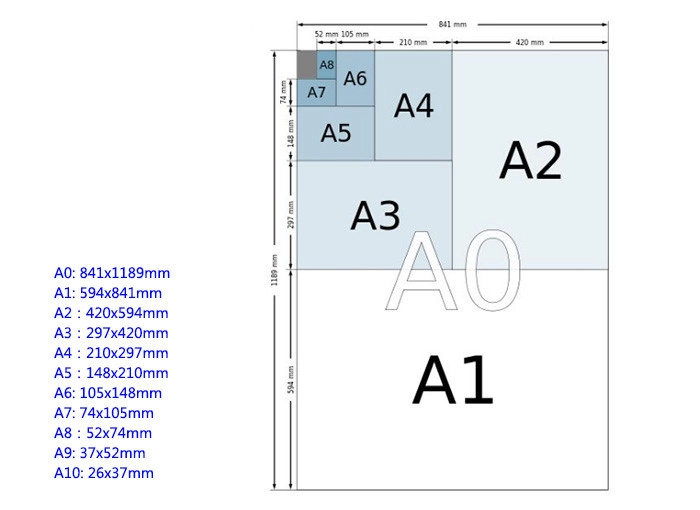 841 mm
52 mm 105 mm
210 mm
420 mm
A8
A6
A7
A4
74 mm
A5
148 mm
A2
A3
297 mm
A0
1189 mm
A1
594 mm
A0: 841x1189mm
A1: 594x841mm
A2 : 420x594mm
A3 : 297x420mm
A4 : 210x297mm
A5 : 148x210mm
A6: 105x148mm
A7: 74x105mm
A8 : 52x74mm
A9: 37x52mm
A10: 26x37mm